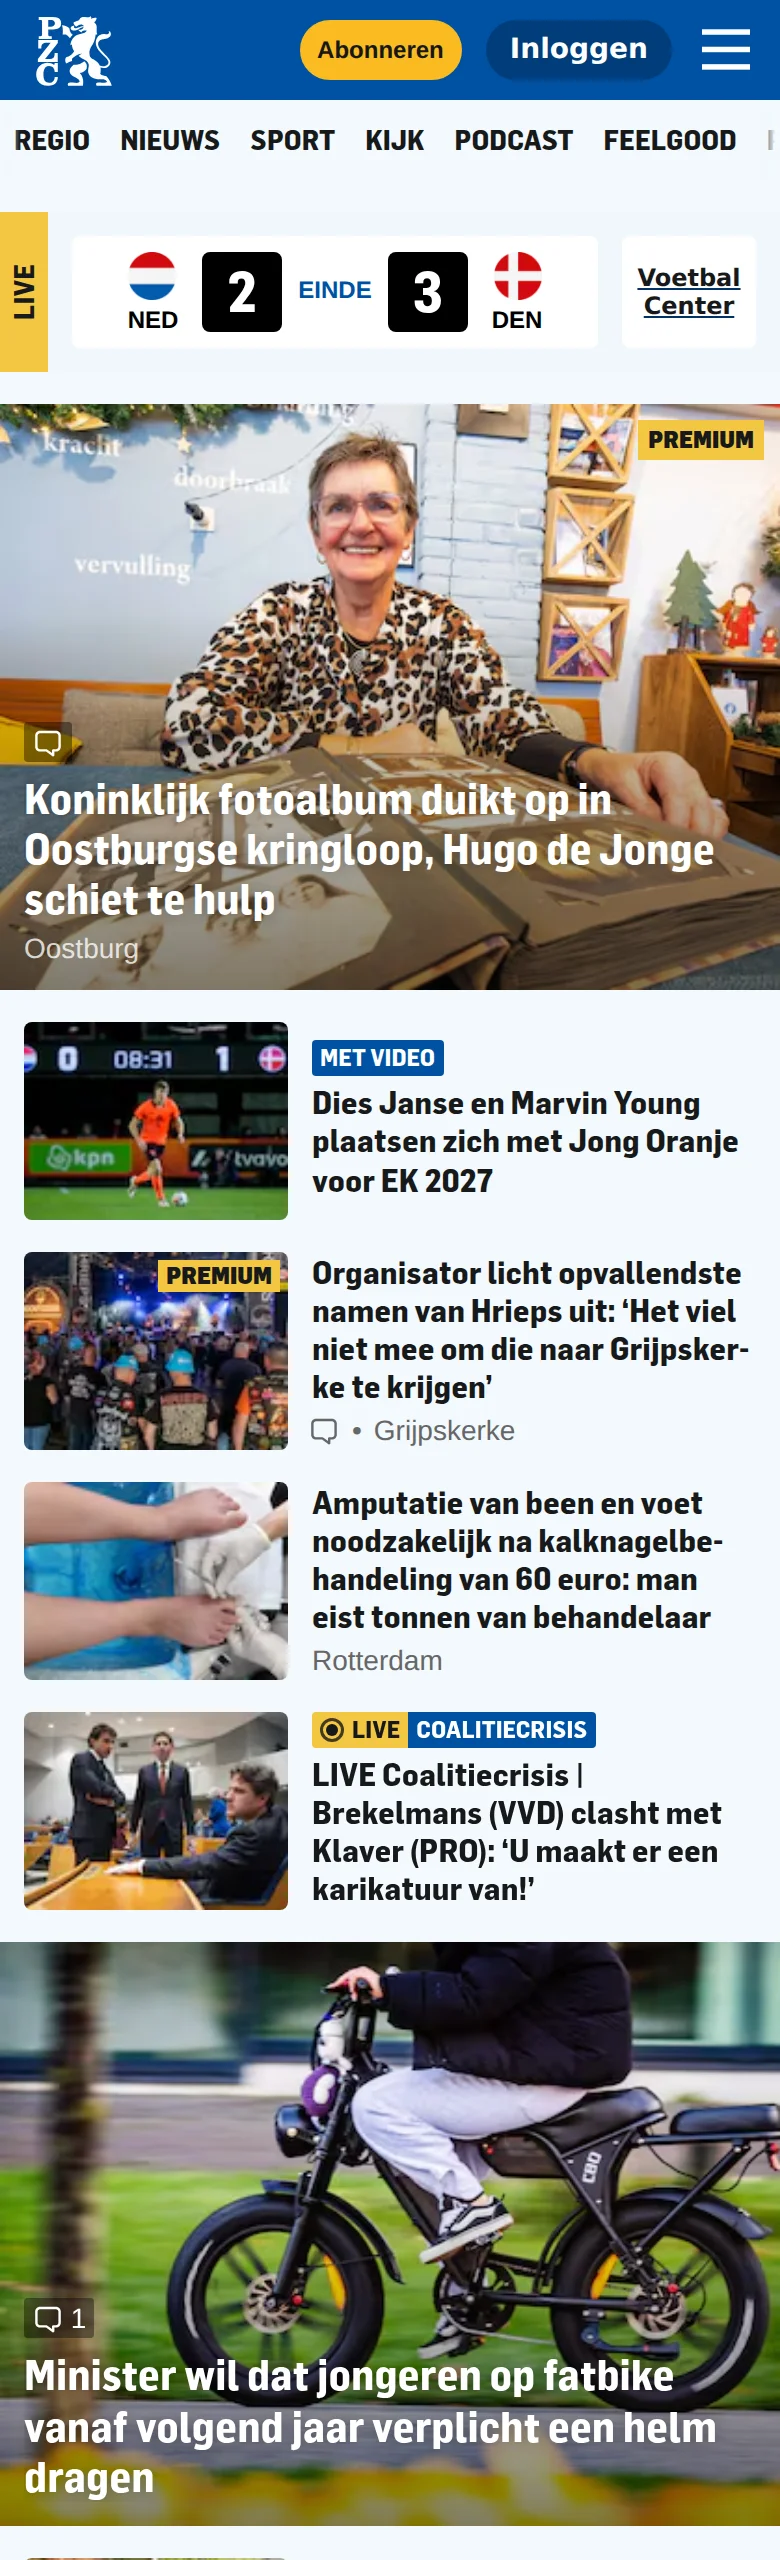 PZC
Abonneren
Inloggen
REGIO NIEUWS SPORT KIJK PODCAST FEELGOOD
LIVE
NED
2
EINDE
3
DEN
Voetbal
Center
kracht
doorbraak
vervulling
PREMIUM
Koninklijk fotoalbum duikt op in
Oostburgse kringloop, Hugo de Jonge
schiet te hulp
Oostburg
0 08:31 1
kpn
MET VIDEO
Dies Janse en Marvin Young
plaatsen zich met Jong Oranje
voor EK 2027
PREMIUM
Organisator licht opvallendste
namen van Hrieps uit: ‘Het viel
niet mee om die naar Grijpsker-
ke te krijgen’
• Grijpskerke
Amputatie van been en voet
noodzakelijk na kalknagelbe-
handeling van 60 euro: man
eist tonnen van behandelaar
Rotterdam
LIVE COALITIECRISIS
LIVE Coalitiecrisis |
Brekelmans (VVD) clasht met
Klaver (PRO): ‘U maakt er een
karikatuur van!’
1
Minister wil dat jongeren op fatbike
vanaf volgend jaar verplicht een helm
dragen